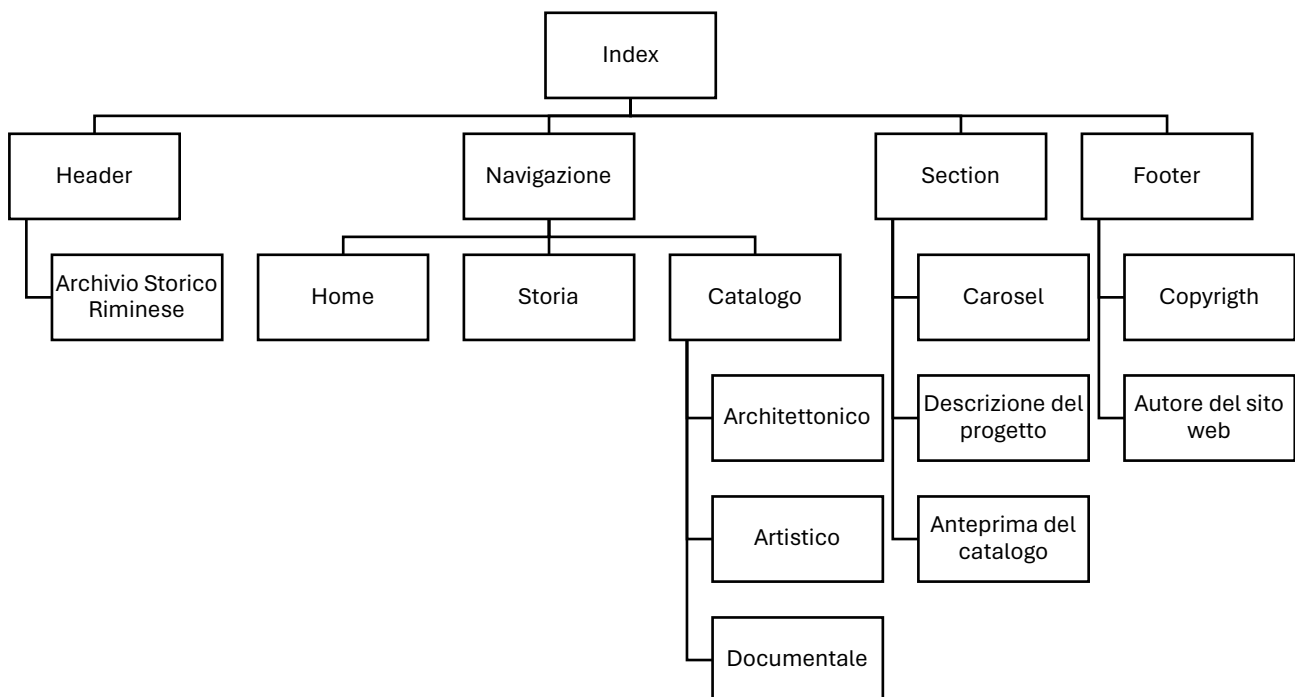 Index
Header
Navigazione
Section
Footer
Archivio Storico
Riminese
Home
Storia
Catalogo
Carosel
Copyrigth
Architettonico
Descrizione del
progetto
Autore del sito
web
Artistico
Anteprima del
catalogo
Documentale